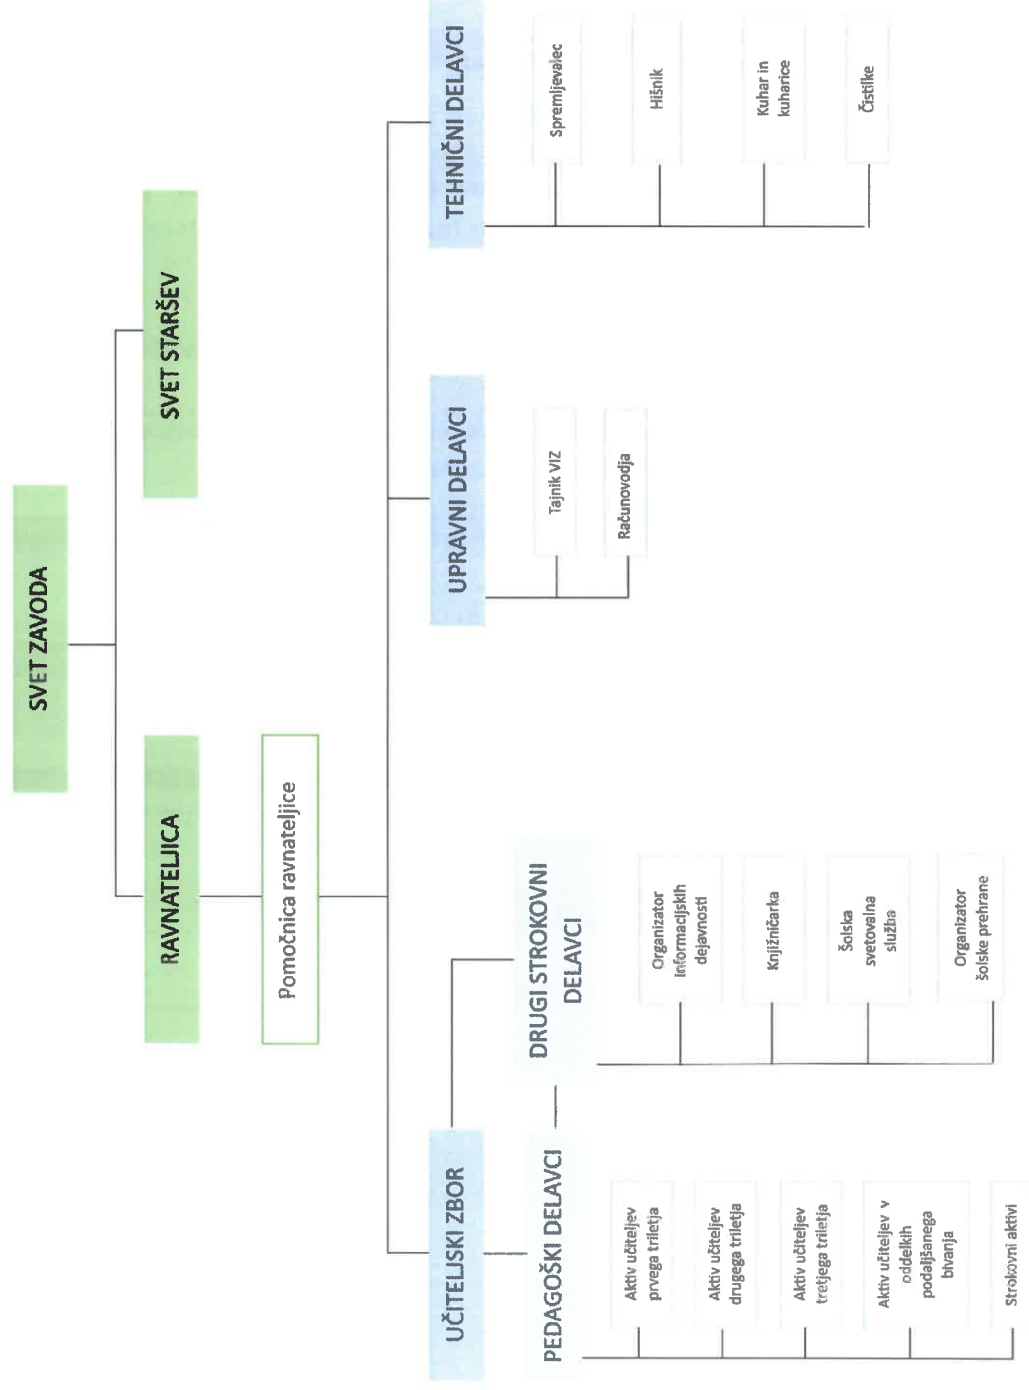 SVET ZAVODA
RAVNATELJICA
SVET STARŠEV
Pomočnica ravnateljice
UČITELJSKI ZBOR
UPRAVNI DELAVCI
TEHNIČNI DELAVCI
PEDAGOŠKI DELAVCI
Aktiv učiteljev
prvega triletja
Aktiv učiteljev
drugega triletja
Aktiv učiteljev
tretjega triletja
Aktiv učiteljev v
oddelkih
podaljšanega
bivanja
Strokovni aktivi
DRUGI STROKOVNI
DELAVCI
Organizator
informacijskih
dejavnosti
Knjižničarka
Šolska
svetovalna
služba
Organizator
šolske prehrane
Tajnik VIZ
Računovodja
Spremljevalec
Hišnik
Kuhar in
kuharice
Čistilke